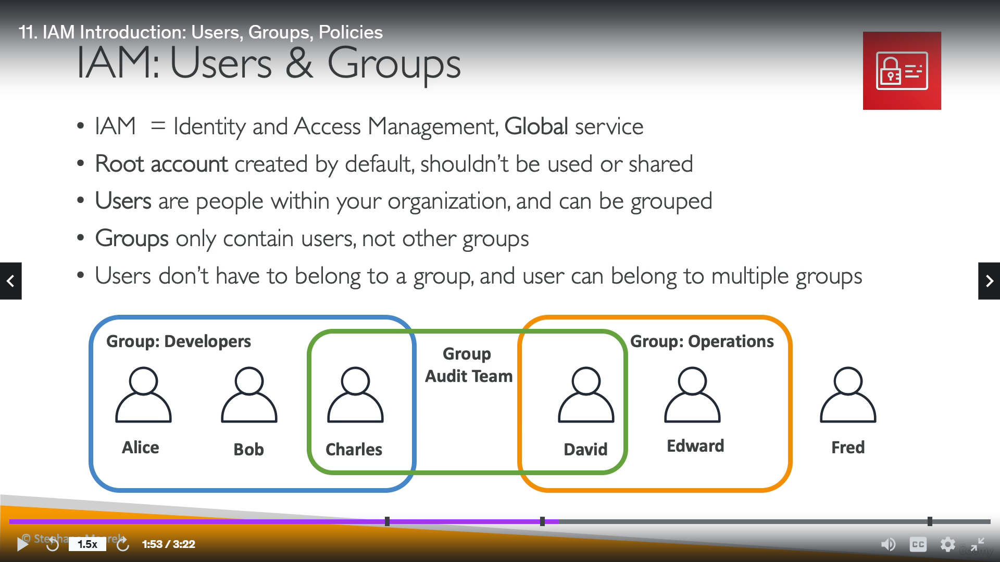 11. IAM Introduction: Users, Groups, Policies
IAM: Users & Groups
• IAM = Identity and Access Management, Global service
• Root account created by default, shouldn't be used or shared
• Users are people within your organization, and can be grouped
• Groups only contain users, not other groups
• Users don't have to belong to a group, and user can belong to multiple groups
Group: Developers
Group
Audit Team
Group: Operations
Alice
Bob
Charles
David
Edward
Fred
© Stephane Maarek
1.5x
1:53 / 3:22
CC
udemy